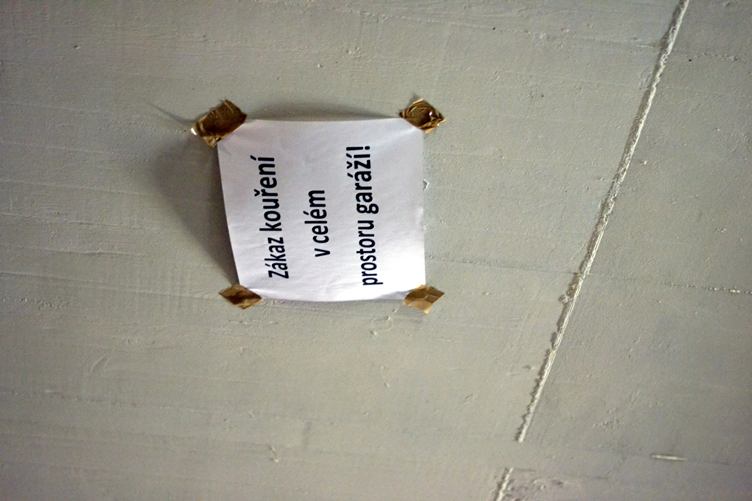 Zákaz kouření
v celém
prostoru garáží!